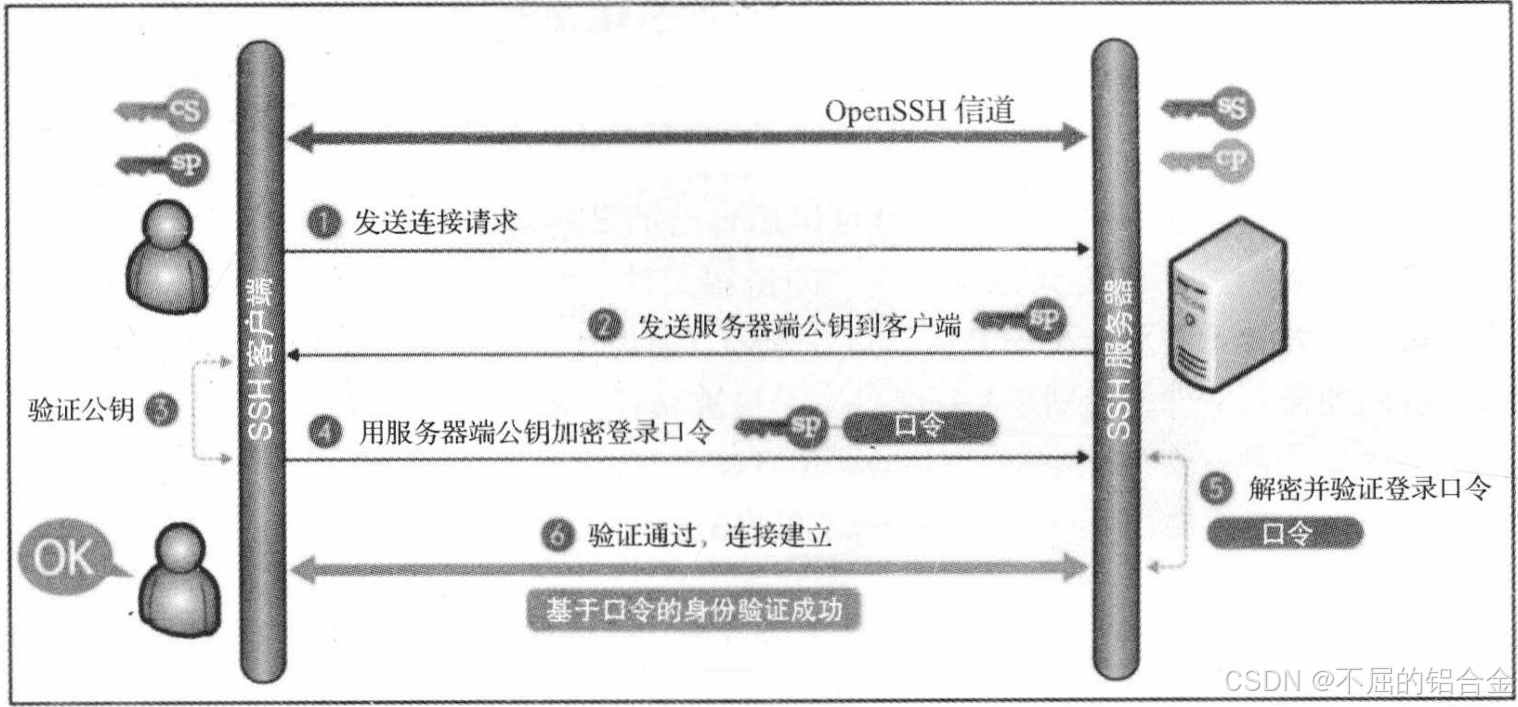 cS
sp
SSH 客户端
OpenSSH 信道
sS
cp
SSH 服务器
1 发送连接请求
2 发送服务器端公钥到客户端 sp
验证公钥 3
4 用服务器端公钥加密登录口令 sp 口令
5 解密并验证登录口令
口令
OK
6 验证通过，连接建立
基于口令的身份验证成功
CSDN @不屈的铝合金